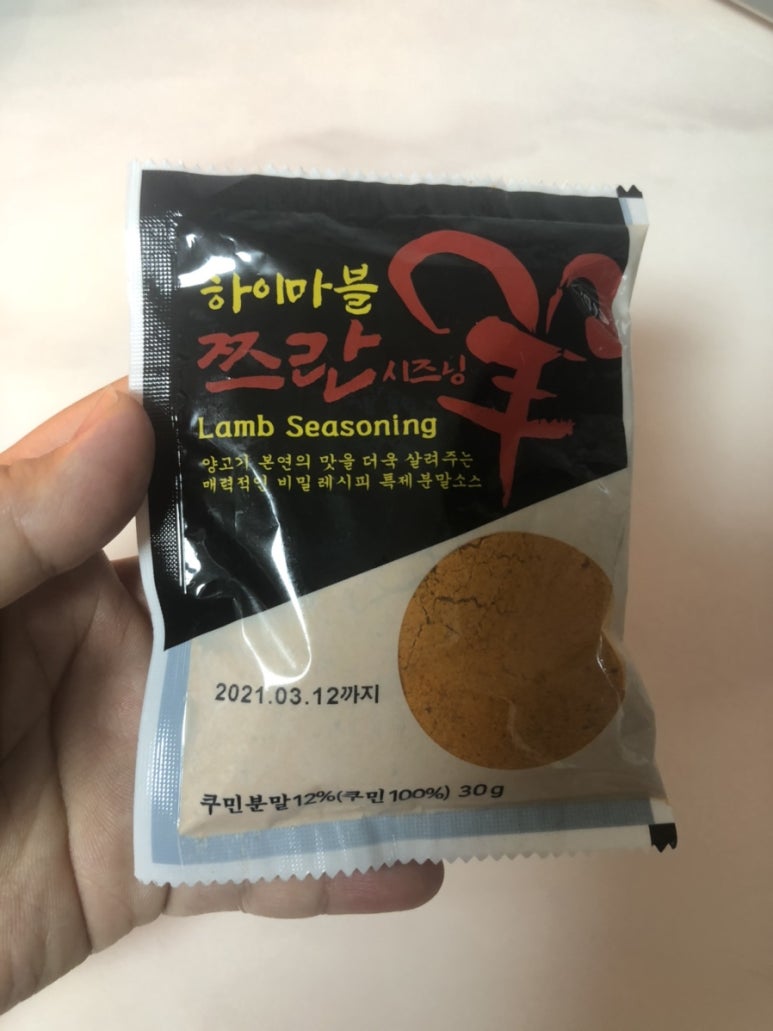 하이마블
쯔란 시즈닝
羊
Lamb Seasoning
양고기 본연의 맛을 더욱 살려주는
매력적인 비밀 레시피 특제 분말소스
2021.03.12까지
쿠민분말12%(쿠민100%) 30g